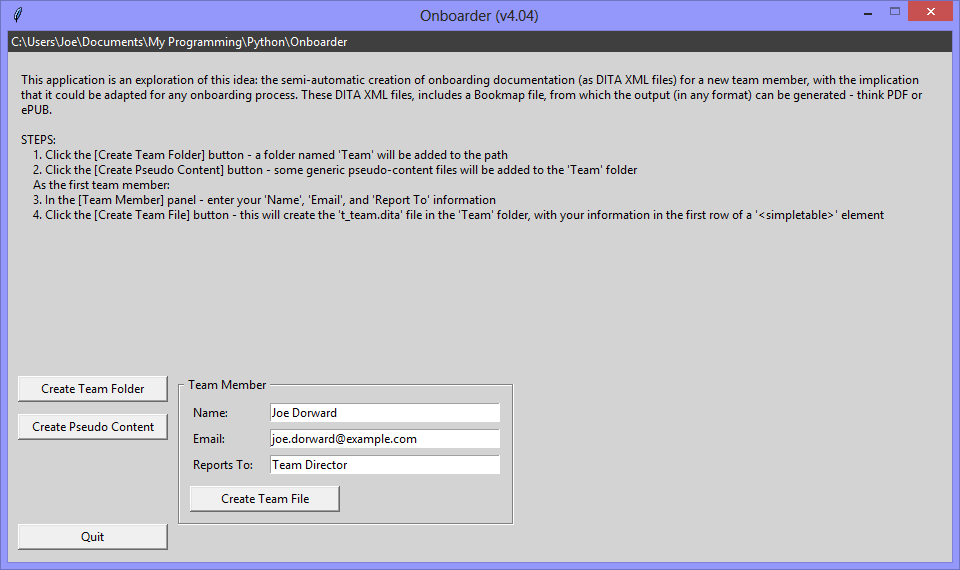 Onboarder (v4.04)
C:\Users\Joe\Documents\My Programming\Python\Onboarder
This application is an exploration of this idea: the semi-automatic creation of onboarding documentation (as DITA XML files) for a new team member, with the implication
that it could be adapted for any onboarding process. These DITA XML files, includes a Bookmap file, from which the output (in any format) can be generated - think PDF or
ePUB.
STEPS:
1. Click the [Create Team Folder] button - a folder named 'Team' will be added to the path
2. Click the [Create Pseudo Content] button - some generic pseudo-content files will be added to the 'Team' folder
As the first team member:
3. In the [Team Member] panel - enter your 'Name', 'Email', and 'Report To' information
4. Click the [Create Team File] button - this will create the 't_team.dita' file in the 'Team' folder, with your information in the first row of a '<simpletable>' element
Create Team Folder
Create Pseudo Content
Team Member
Name: Joe Dorward
Email: joe.dorward@example.com
Reports To: Team Director
Create Team File
Quit